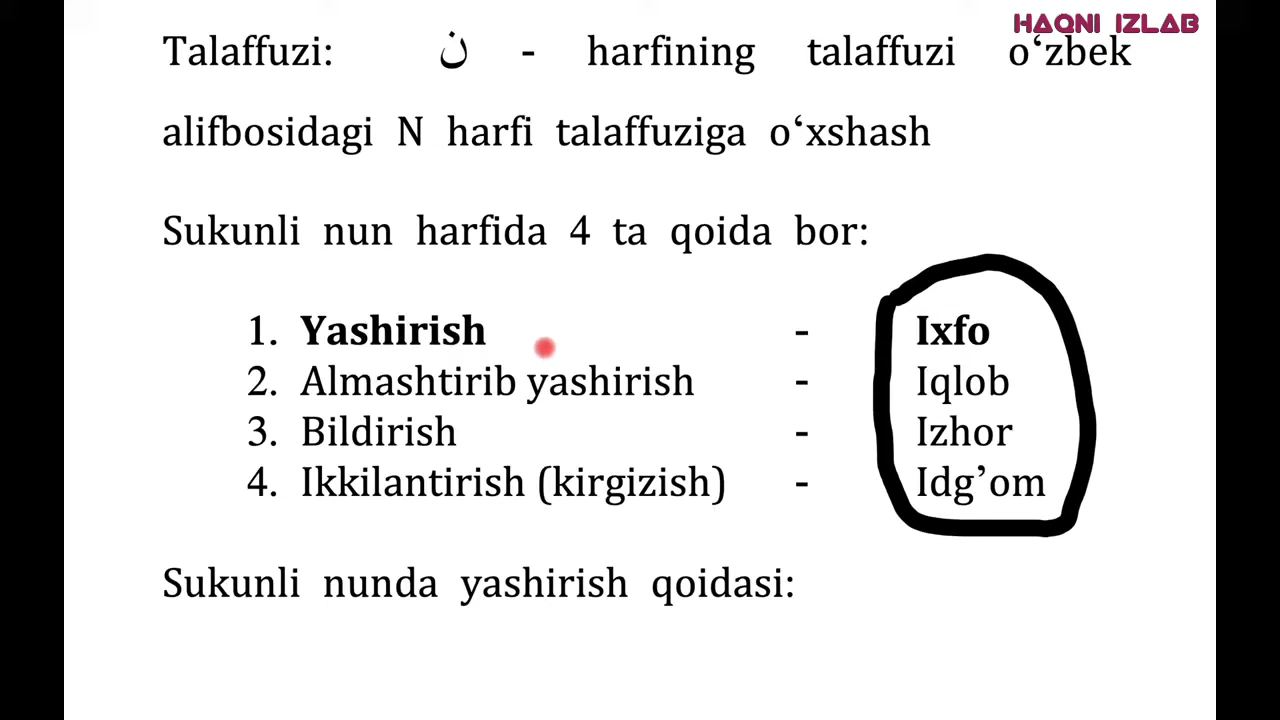 HAQNI IZLAB
Talaffuzi: ن - harfining talaffuzi o‘zbek
alifbosidagi N harfi talaffuziga o‘xshash
Sukunli nun harfida 4 ta qoida bor:
1. Yashirish - Ixfo
2. Almashtirib yashirish - Iqlob
3. Bildirish - Izhor
4. Ikkilantirish (kirgizish) - Idg’om
Sukunli nunda yashirish qoidasi: